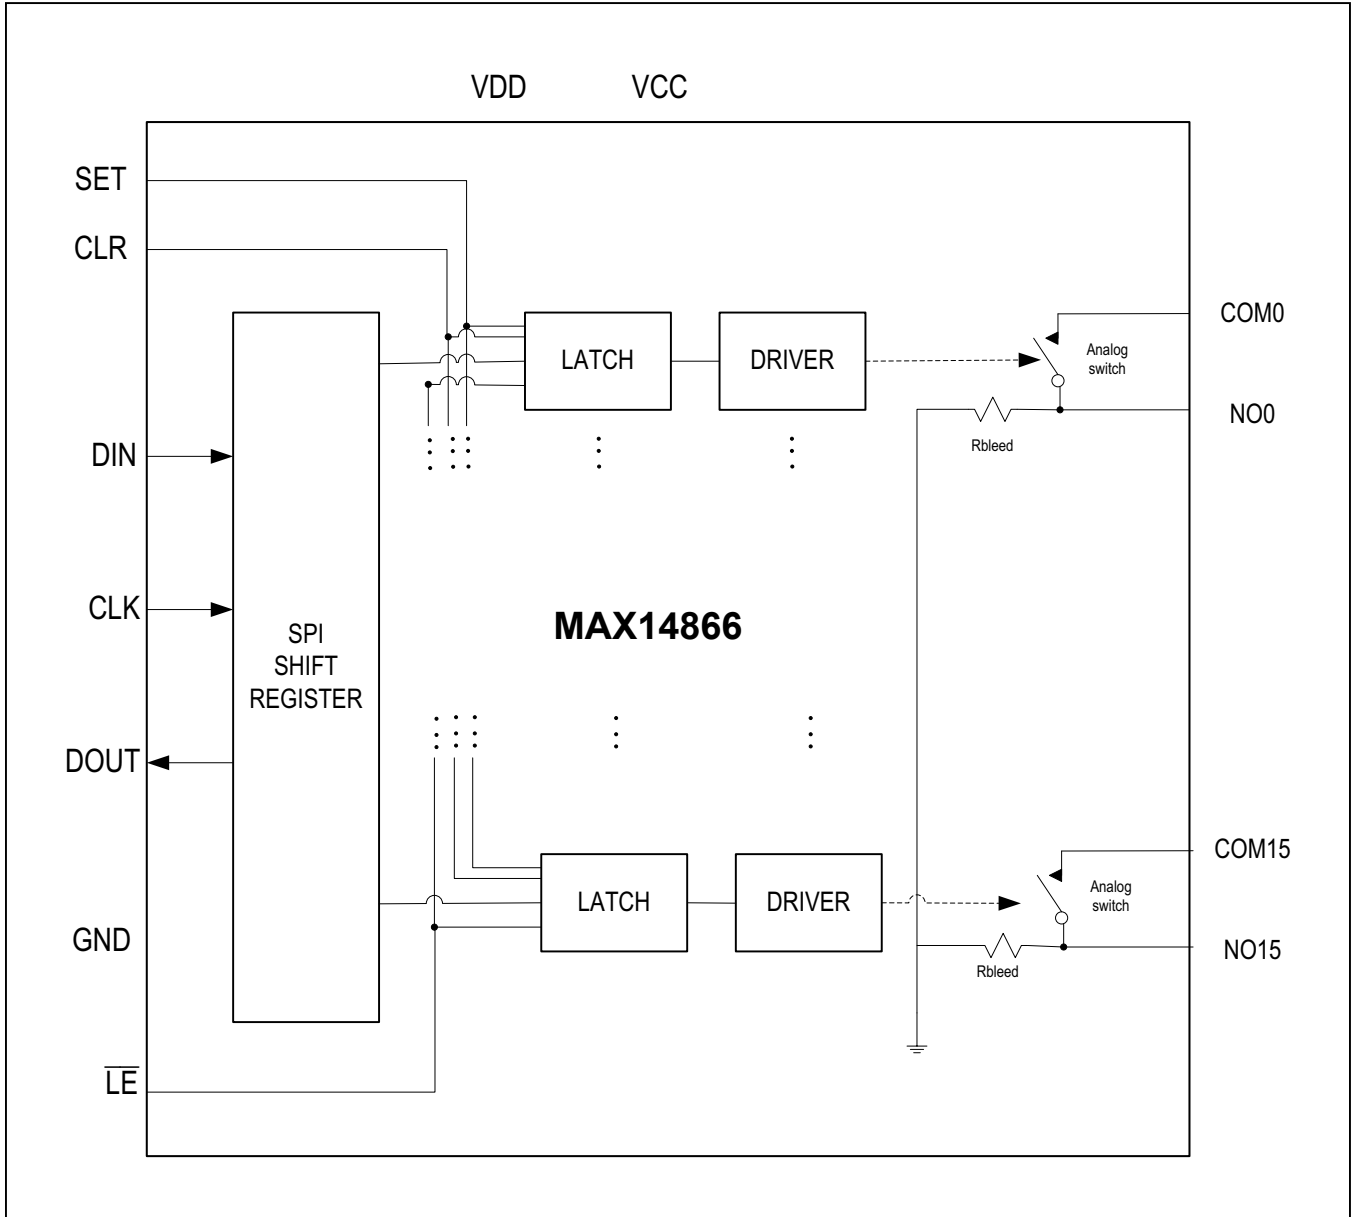 VDD VCC
SET
CLR
COM0
LATCH DRIVER
Analog
switch
NO0
Rbleed
DIN
CLK
MAX14866
SPI
SHIFT
REGISTER
DOUT
COM15
LATCH DRIVER
Analog
switch
GND
NO15
Rbleed
L̅E̅